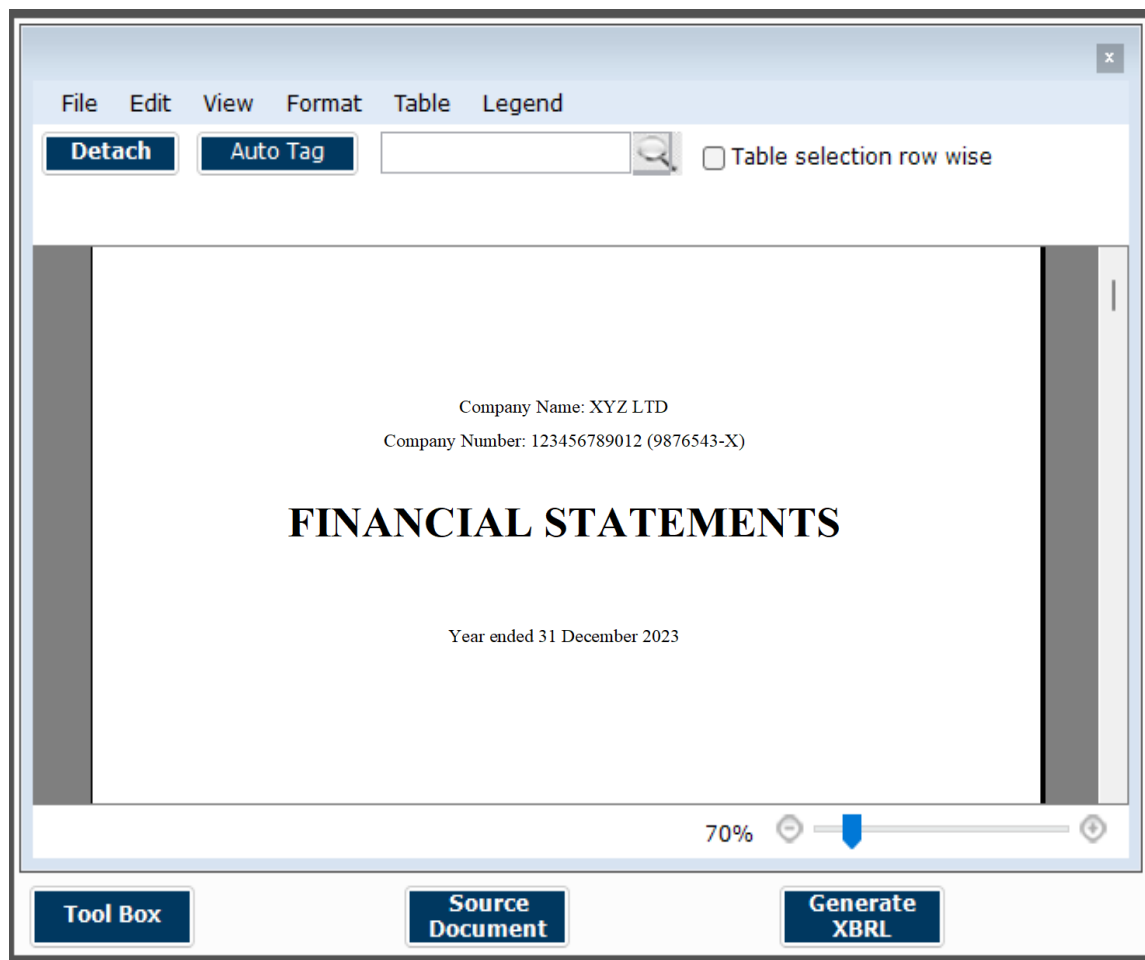 x
File Edit View Format Table Legend
Detach Auto Tag Table selection row wise
Company Name: XYZ LTD
Company Number: 123456789012 (9876543-X)
FINANCIAL STATEMENTS
Year ended 31 December 2023
70%
Tool Box
Source
Document
Generate
XBRL